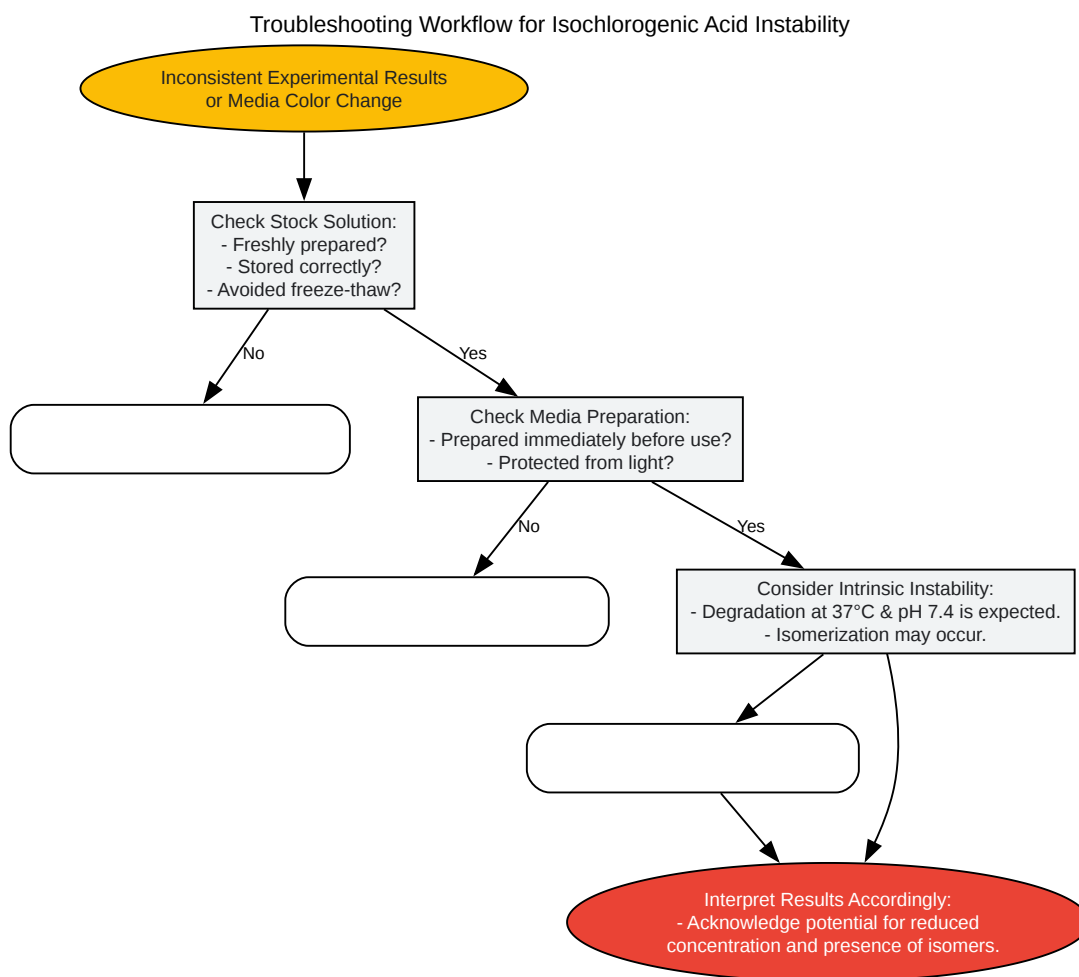 Troubleshooting Workflow for Isochlorogenic Acid Instability
Inconsistent Experimental Results
or Media Color Change
Check Stock Solution:
- Freshly prepared?
- Stored correctly?
- Avoided freeze-thaw?
No
Yes
Check Media Preparation:
- Prepared immediately before use?
- Protected from light?
No
Yes
Consider Intrinsic Instability:
- Degradation at 37°C & pH 7.4 is expected.
- Isomerization may occur.
Interpret Results Accordingly:
- Acknowledge potential for reduced
concentration and presence of isomers.